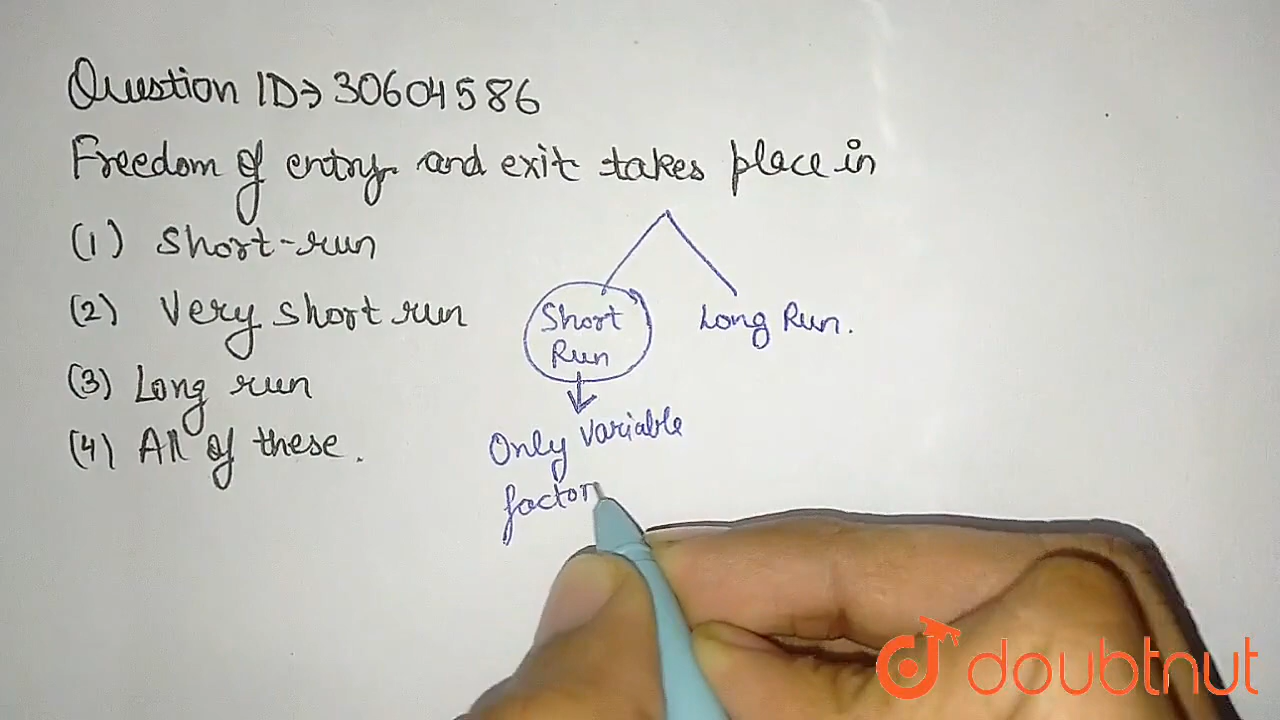 Question ID→ 30604586
Freedom of entry and exit takes place in
(1) Short-run
(2) Very short run
(3) Long run
(4) All of these.
Short
Run
Long Run.
Only variable
factor
doubtnut